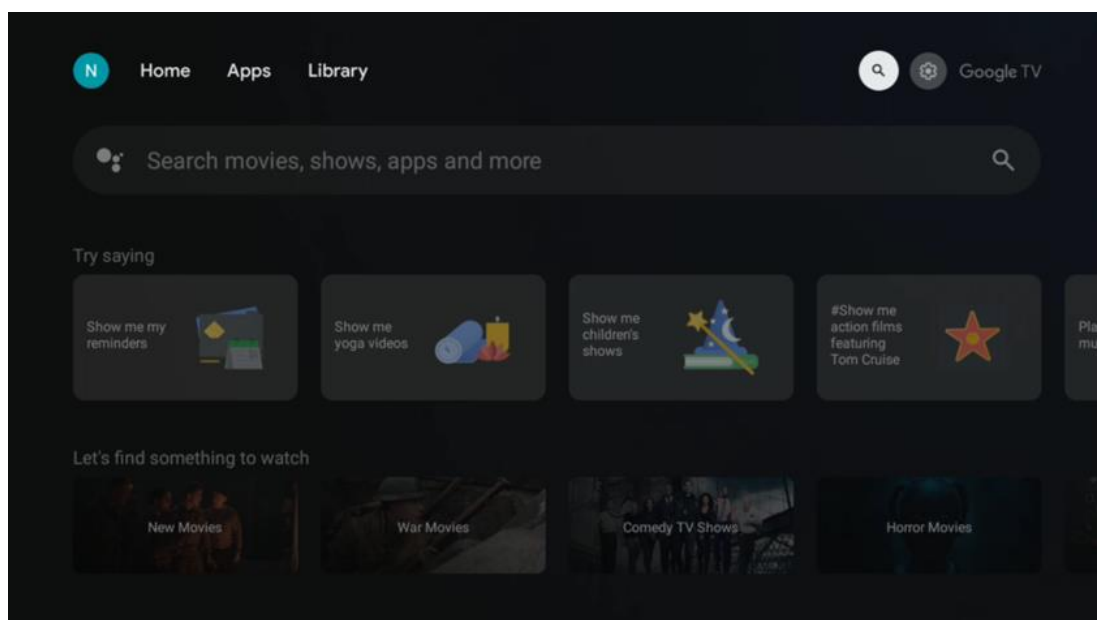 N Home Apps Library Google TV
Search movies, shows, apps and more
Try saying
Show me my
reminders
Show me
yoga videos
Show me
children's
shows
#Show me
action films
featuring
Tom Cruise
Pla
mu
Let's find something to watch
New Movies
War Movies
Comedy TV Shows
Horror Movies